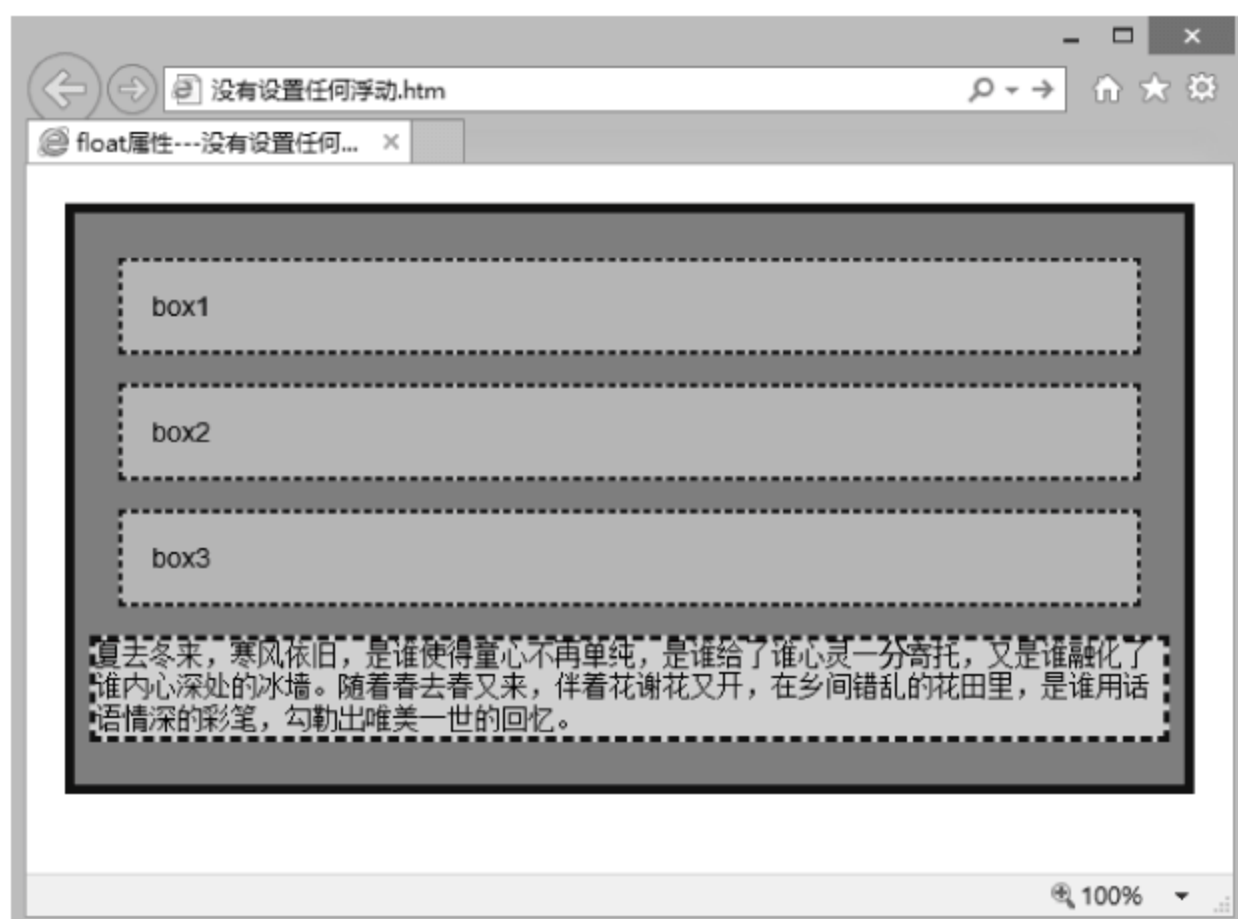 没有设置任何浮动.htm
float属性---没有设置任何...
box1
box2
box3
夏去冬来，寒风依旧，是谁使得童心不再单纯，是谁给了谁心灵一分寄托，又是谁融化了
谁内心深处的冰墙。随着春去春又来，伴着花谢花又开，在乡间错乱的花田里，是谁用话
语情深的彩笔，勾勒出唯美一世的回忆。
100%